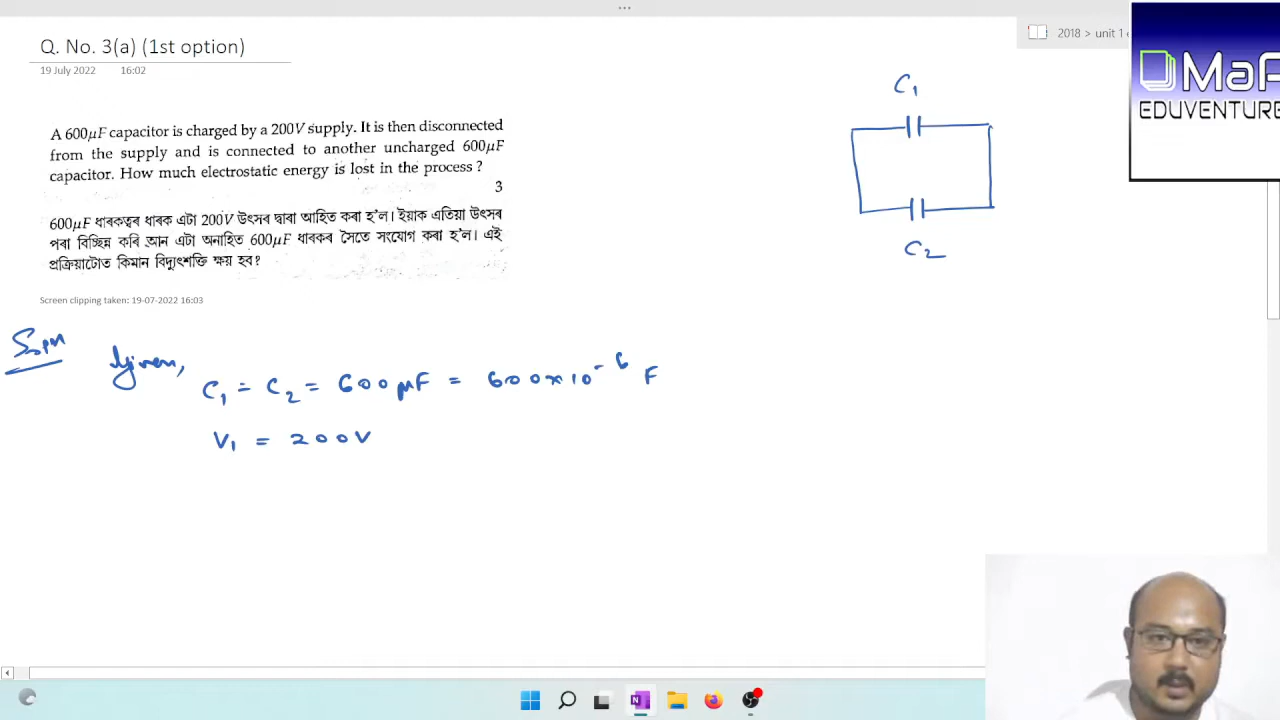 Q. No. 3(a) (1st option)
19 July 2022 16:02
2018 > unit 1
MaF
EDUVENTURE
A 600μF capacitor is charged by a 200V supply. It is then disconnected
from the supply and is connected to another uncharged 600μF
capacitor. How much electrostatic energy is lost in the process ?
3
600μF ধাৰকত্বৰ ধাৰক এটা 200V উৎসৰ দ্বাৰা আহিত কৰা হ'ল। ইয়াক এতিয়া উৎসৰ
পৰা বিচ্ছিন্ন কৰি আন এটা অনাহিত 600μF ধাৰকৰ সৈতে সংযোগ কৰা হ'ল। এই
প্ৰক্ৰিয়াটোত কিমান বিদ্যুৎশক্তি ক্ষয় হব?
Screen clipping taken: 19-07-2022 16:03
C₁
C₂
Soln
Given,
C₁ = C₂ = 600 μF = 600×10⁻⁶ F
V₁ = 200V